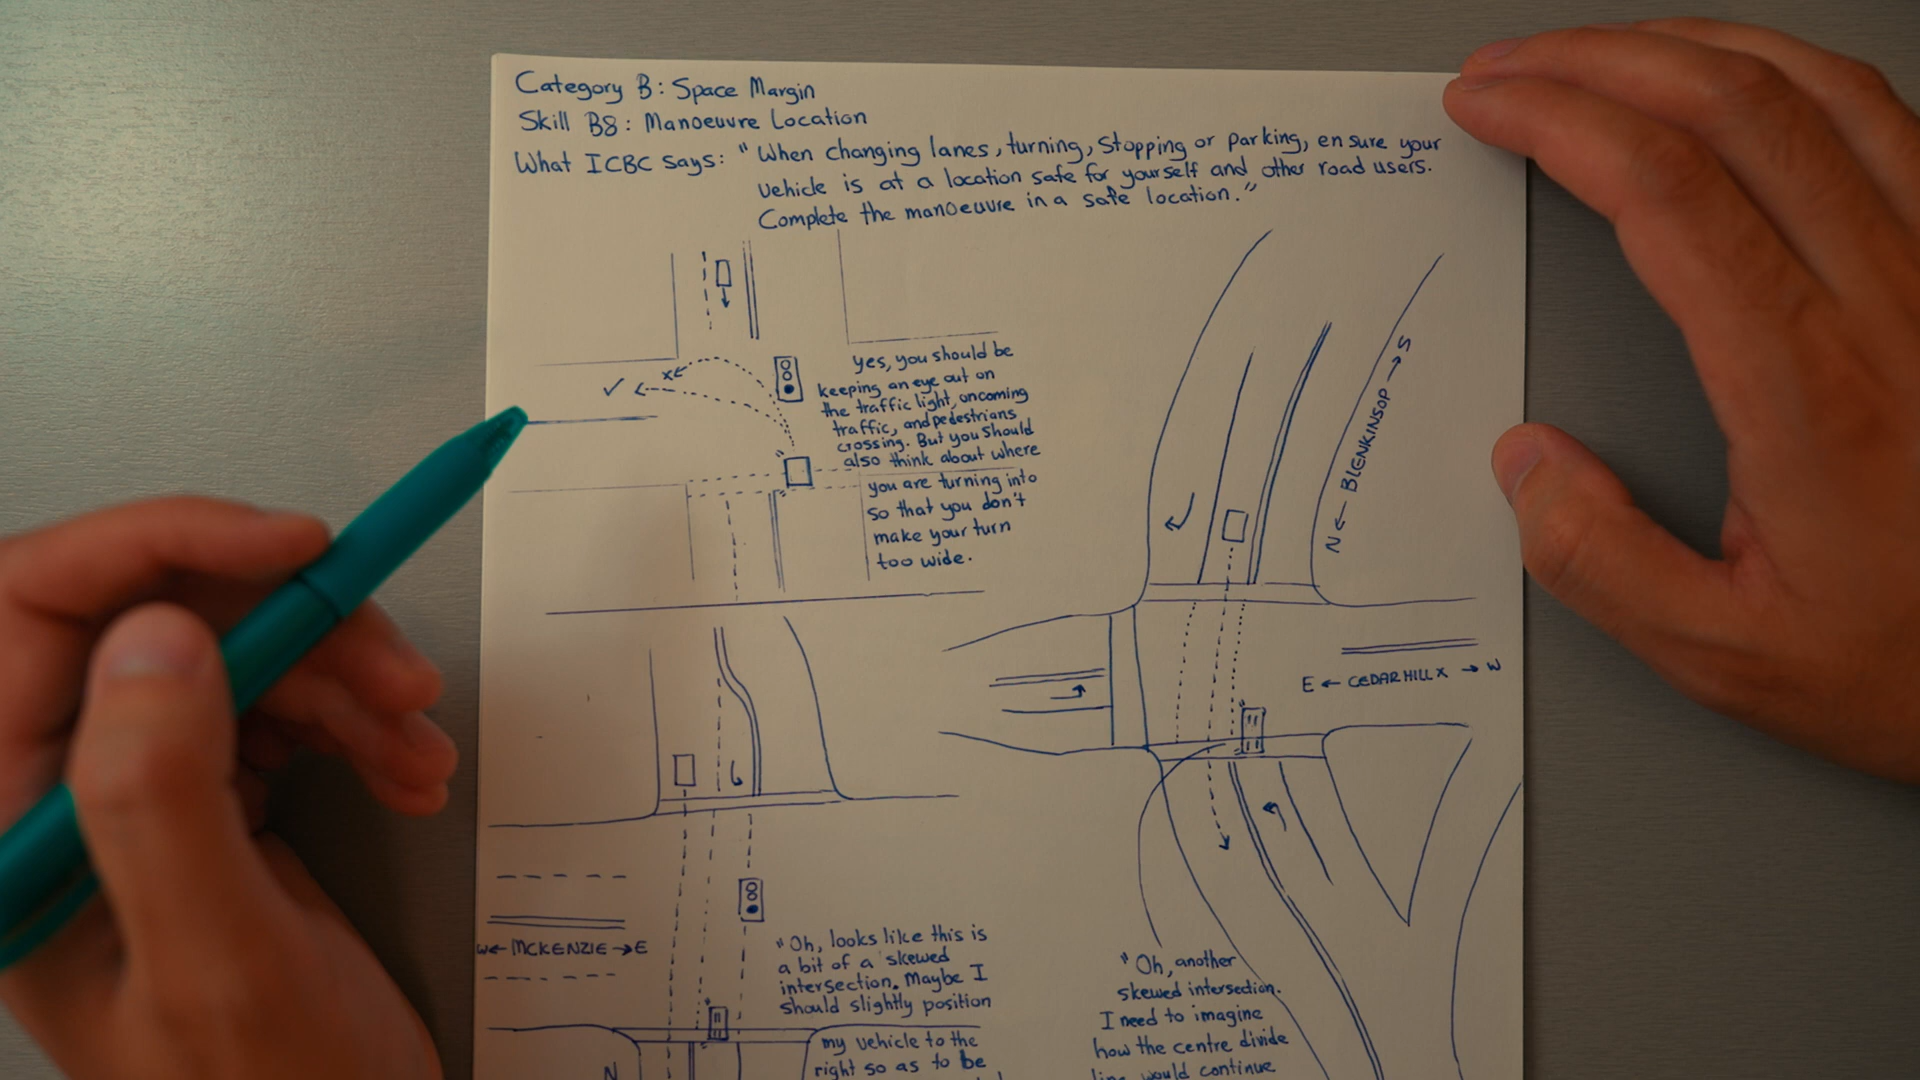 Category B: Space Margin
Skill B8: Manoeuvre Location
What ICBC says: "When changing lanes, turning, stopping or parking, ensure your
vehicle is at a location safe for yourself and other road users.
Complete the manoeuvre in a safe location."
yes, you should be
keeping an eye out on
the traffic light, oncoming
traffic, and pedestrians
crossing. But you should
also think about where
you are turning into
so that you don't
make your turn
too wide.
N ← BLENKINSOP → S
E ← CEDAR HILL X → W
W ← MCKENZIE → E
"Oh, looks like this is
a bit of a skewed
intersection. Maybe I
should slightly position
my vehicle to the
right so as to be
N
"Oh, another
skewed intersection.
I need to imagine
how the centre divide
line would continue